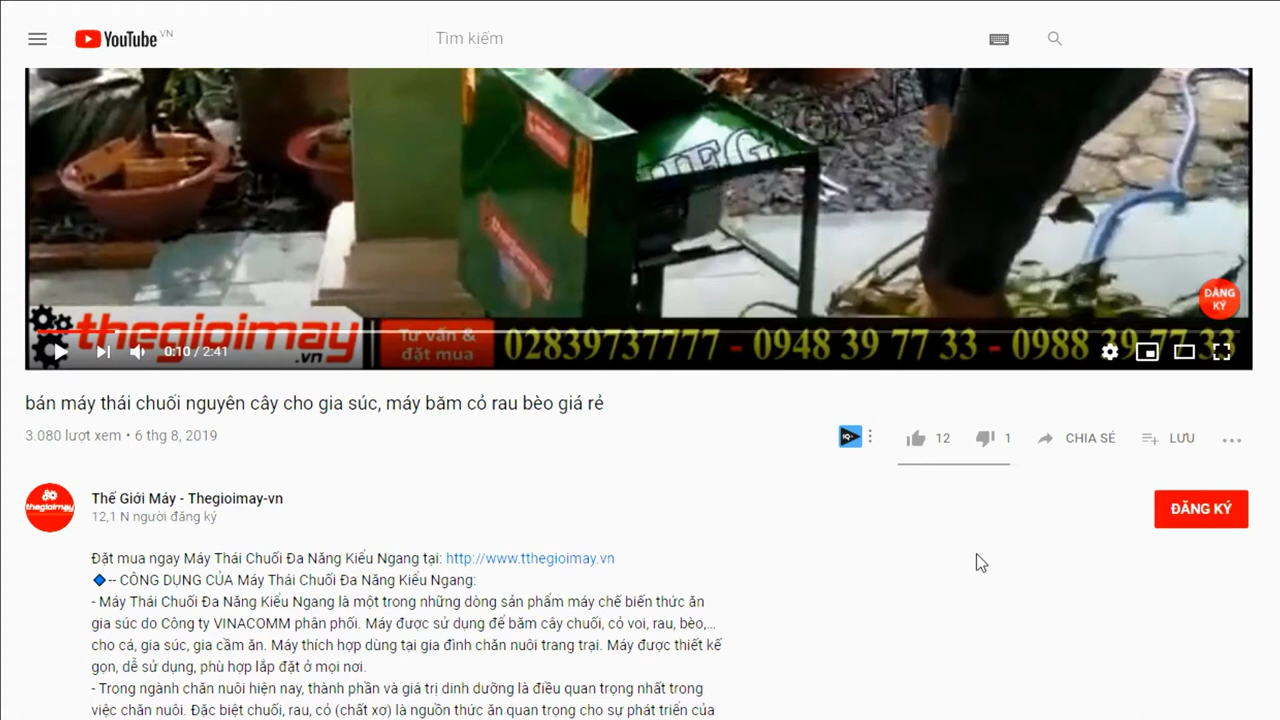 YouTube VN
Tìm kiếm
ĐĂNG
KÝ
thegioimay
.vn
Tư vấn &
đặt mua
02839737777 - 0948 39 77 33 - 0988 39 77 33
0:10 / 2:41
bán máy thái chuối nguyên cây cho gia súc, máy băm cỏ rau bèo giá rẻ
3.080 lượt xem • 6 thg 8, 2019
12
1
CHIA SẺ
LƯU
Thế Giới Máy - Thegioimay-vn
12,1 N người đăng ký
thegioimay
ĐĂNG KÝ
Đặt mua ngay Máy Thái Chuối Đa Năng Kiểu Ngang tại: http://www.tthegioimay.vn
🔷-- CÔNG DỤNG CỦA Máy Thái Chuối Đa Năng Kiểu Ngang:
- Máy Thái Chuối Đa Năng Kiểu Ngang là một trong những dòng sản phẩm máy chế biến thức ăn
gia súc do Công ty VINACOMM phân phối. Máy được sử dụng để băm cây chuối, cỏ voi, rau, bèo,...
cho cá, gia súc, gia cầm ăn. Máy thích hợp dùng tại gia đình chăn nuôi trang trại. Máy được thiết kế
gọn, dễ sử dụng, phù hợp lắp đặt ở mọi nơi.
- Trong ngành chăn nuôi hiện nay, thành phần và giá trị dinh dưỡng là điều quan trọng nhất trong
việc chăn nuôi. Đặc biệt chuối, rau, cỏ (chất xơ) là nguồn thức ăn quan trọng cho sự phát triển của